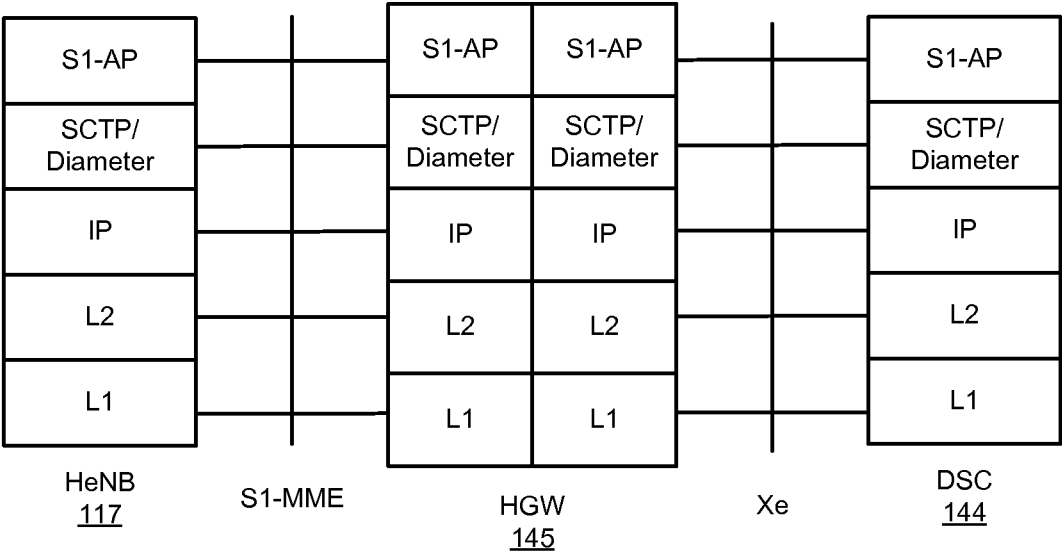 S1-AP
SCTP/
Diameter
IP
L2
L1
HeNB
117
S1-MME
S1-AP
S1-AP
SCTP/
Diameter
SCTP/
Diameter
IP
IP
L2
L2
L1
L1
HGW
145
Xe
S1-AP
SCTP/
Diameter
IP
L2
L1
DSC
144